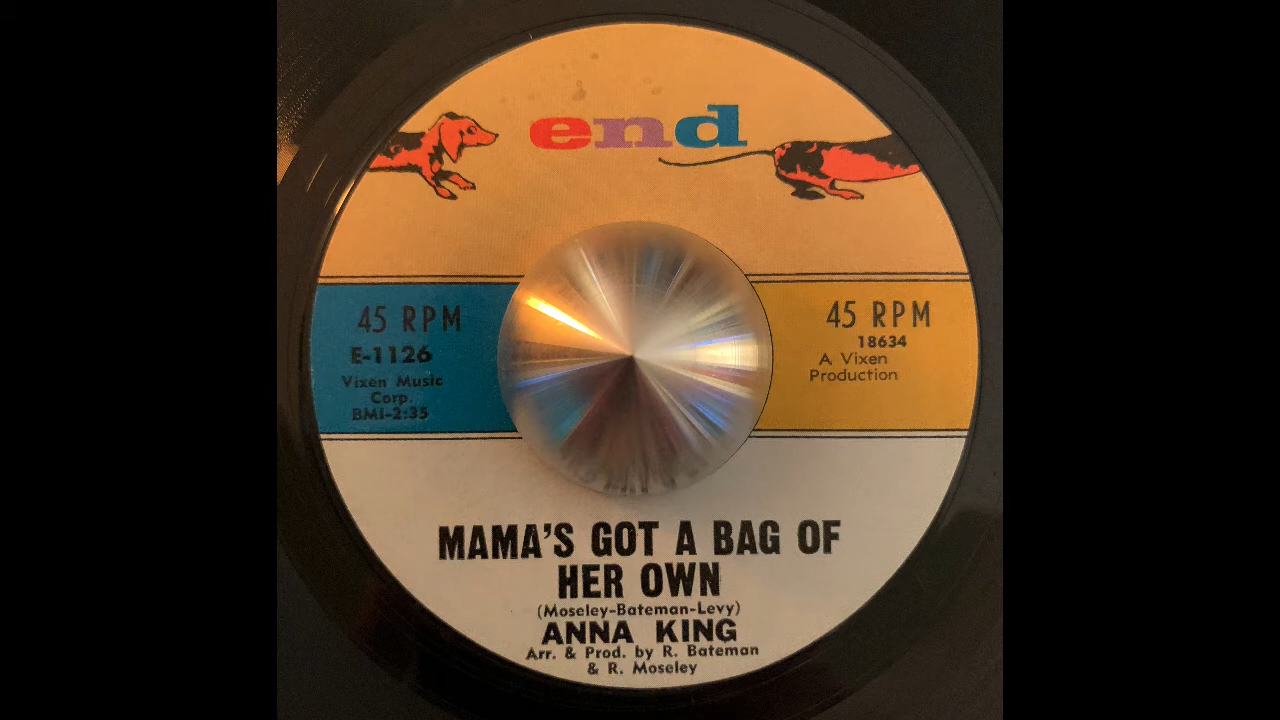 end
45 RPM
E-1126
Vixen Music
Corp.
BMI-2:35
45 RPM
18634
A Vixen
Production
MAMA'S GOT A BAG OF
HER OWN
(Moseley-Bateman-Levy)
ANNA KING
Arr. & Prod. by R. Bateman
& R. Moseley